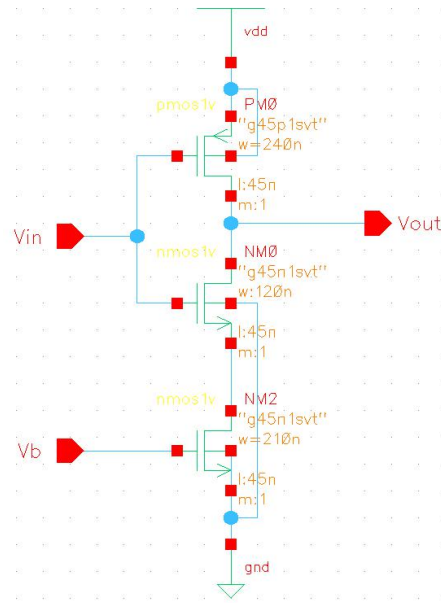 vdd
pmos1v PM0
"g45p1svt"
w=240n
l:45n
m:1
Vin
Vout
nmos1v NM0
"g45n1svt"
w:120n
l:45n
m:1
nmos1v NM2
"g45n1svt"
w=210n
Vb
l:45n
m:1
gnd